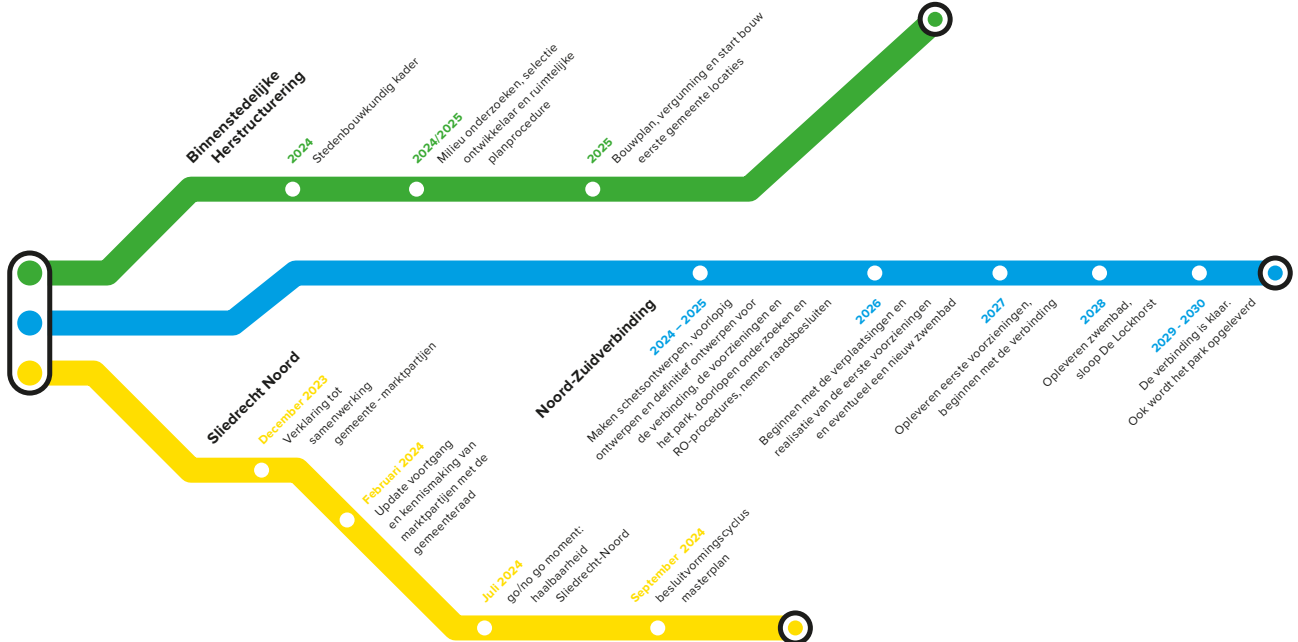 Binnenstedelijke
Herstructurering
2024
Stedenbouwkundig kader
2024/2025
Milieu onderzoeken, selectie
ontwikkelaar en ruimtelijke
planprocedure
2025
Bouwplan, vergunning en start bouw
eerste gemeente locaties
Noord-Zuidverbinding
2024 – 2025
Maken schetsontwerpen, voorlopig
ontwerpen en definitief ontwerpen voor
de verbinding, de voorzieningen en
het park, doorlopen onderzoeken en
RO-procedures, nemen raadsbesluiten
2026
Beginnen met de verplaatsingen en
realisatie van de eerste voorzieningen
en eventueel een nieuw zwembad
2027
Opleveren eerste voorzieningen,
beginnen met de verbinding
2028
Opleveren zwembad,
sloop De Lockhorst
2029 - 2030
De verbinding is klaar.
Ook wordt het park opgeleverd
Sliedrecht Noord
December 2023
Verklaring tot
samenwerking
gemeente - marktpartijen
Februari 2024
Update voortgang
en kennismaking van
marktpartijen met de
gemeenteraad
Juli 2024
go/no go moment:
haalbaarheid
Sliedrecht-Noord
September 2024
besluitvormingscyclus
masterplan